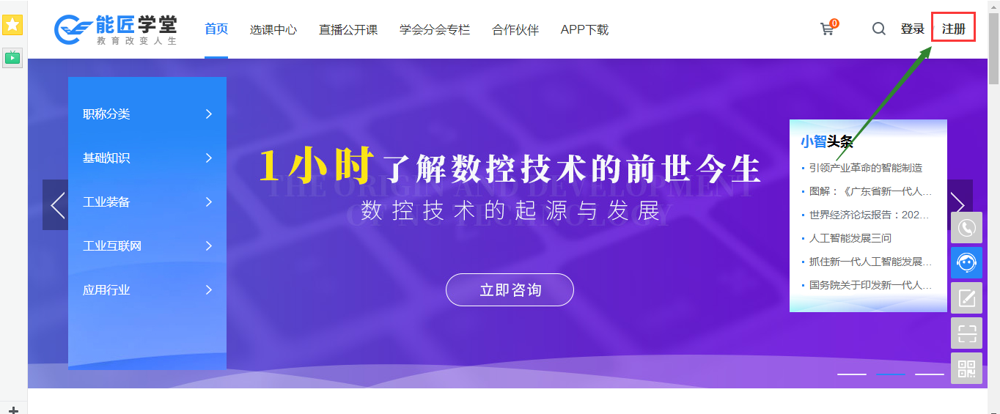 能匠学堂
教育改变人生
首页 选课中心 直播公开课 学会分会专栏 合作伙伴 APP下载 0 登录 注册
职称分类
基础知识
工业装备
工业互联网
应用行业
1小时了解数控技术的前世今生
THE ORIGIN AND DEVELOPMENT
数控技术的起源与发展
OF NC TECHNOLOGY
立即咨询
小智头条
引领产业革命的智能制造
图解：《广东省新一代人...
世界经济论坛报告：202...
人工智能发展三问
抓住新一代人工智能发展...
国务院关于印发新一代人...